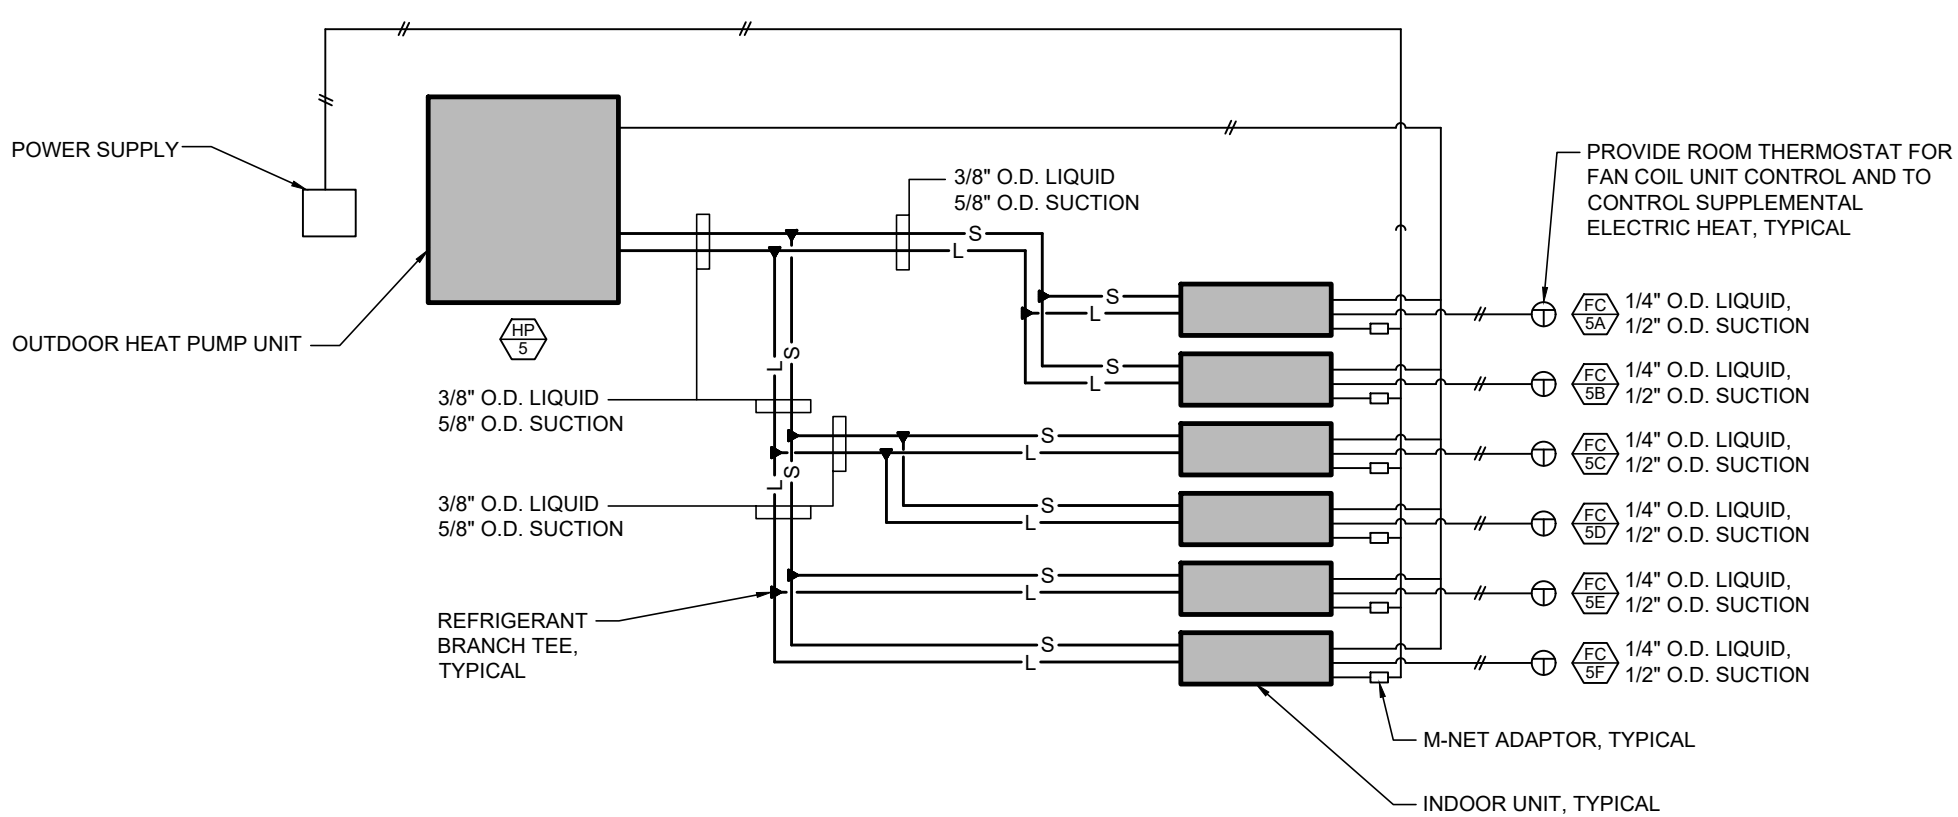 POWER SUPPLY
3/8" O.D. LIQUID
5/8" O.D. SUCTION
PROVIDE ROOM THERMOSTAT FOR
FAN COIL UNIT CONTROL AND TO
CONTROL SUPPLEMENTAL
ELECTRIC HEAT, TYPICAL
S
L
OUTDOOR HEAT PUMP UNIT
HP
5
S
L
T
FC
5A
1/4" O.D. LIQUID,
1/2" O.D. SUCTION
L
S
S
L
T
FC
5B
1/4" O.D. LIQUID,
1/2" O.D. SUCTION
3/8" O.D. LIQUID
5/8" O.D. SUCTION
S
L
T
FC
5C
1/4" O.D. LIQUID,
1/2" O.D. SUCTION
L
S
3/8" O.D. LIQUID
5/8" O.D. SUCTION
S
L
T
FC
5D
1/4" O.D. LIQUID,
1/2" O.D. SUCTION
S
L
T
FC
5E
1/4" O.D. LIQUID,
1/2" O.D. SUCTION
REFRIGERANT
BRANCH TEE,
TYPICAL
S
L
T
FC
5F
1/4" O.D. LIQUID,
1/2" O.D. SUCTION
M-NET ADAPTOR, TYPICAL
INDOOR UNIT, TYPICAL